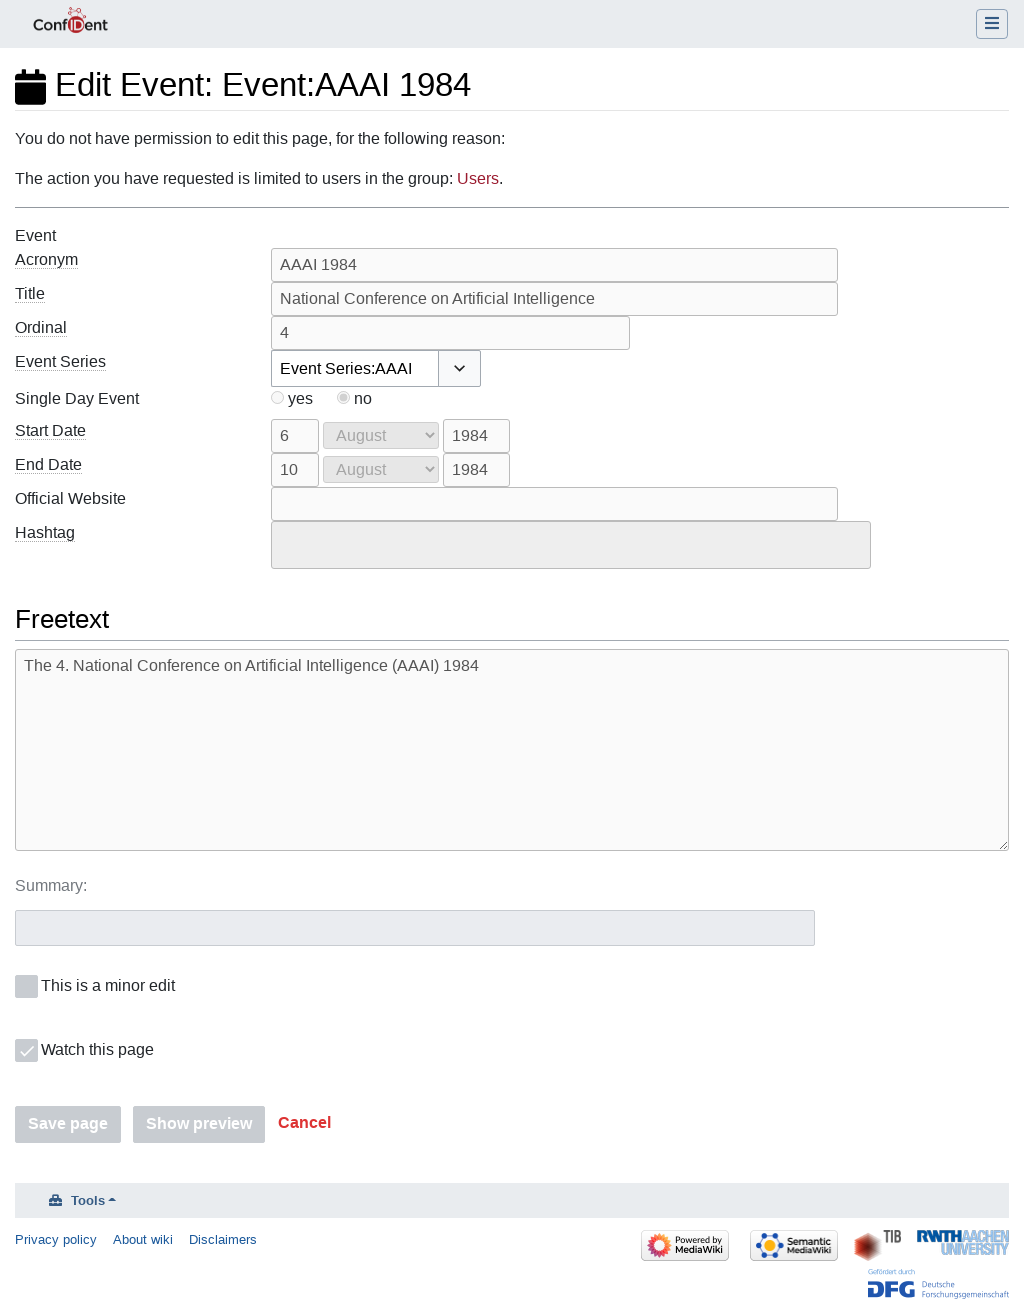 ConfIDent
Edit Event: Event:AAAI 1984
You do not have permission to edit this page, for the following reason:
The action you have requested is limited to users in the group: Users.
Event
Acronym AAAI 1984
Title National Conference on Artificial Intelligence
Ordinal 4
Event Series Event Series:AAAI
Single Day Event yes no
Start Date 6 August 1984
End Date 10 August 1984
Official Website
Hashtag
Freetext
The 4. National Conference on Artificial Intelligence (AAAI) 1984
Summary:
This is a minor edit
Watch this page
Save page Show preview Cancel
Tools
Privacy policy About wiki Disclaimers
Powered by
MediaWiki
Semantic
MediaWiki
TIB
RWTH AACHEN
UNIVERSITY
Gefördert durch
DFG Deutsche
Forschungsgemeinschaft